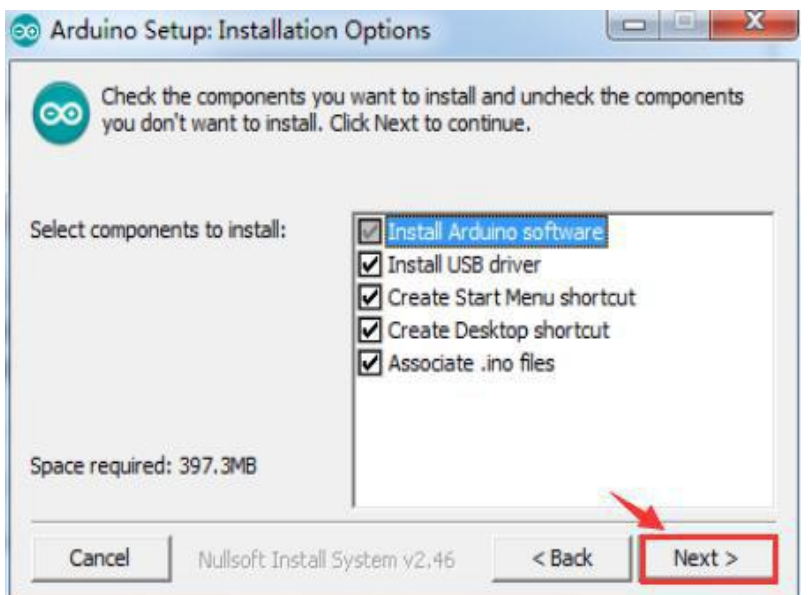 Arduino Setup: Installation Options
Check the components you want to install and uncheck the components
you don't want to install. Click Next to continue.
Select components to install:
Install Arduino software
Install USB driver
Create Start Menu shortcut
Create Desktop shortcut
Associate .ino files
Space required: 397.3MB
Cancel
Nullsoft Install System v2.46
< Back
Next >